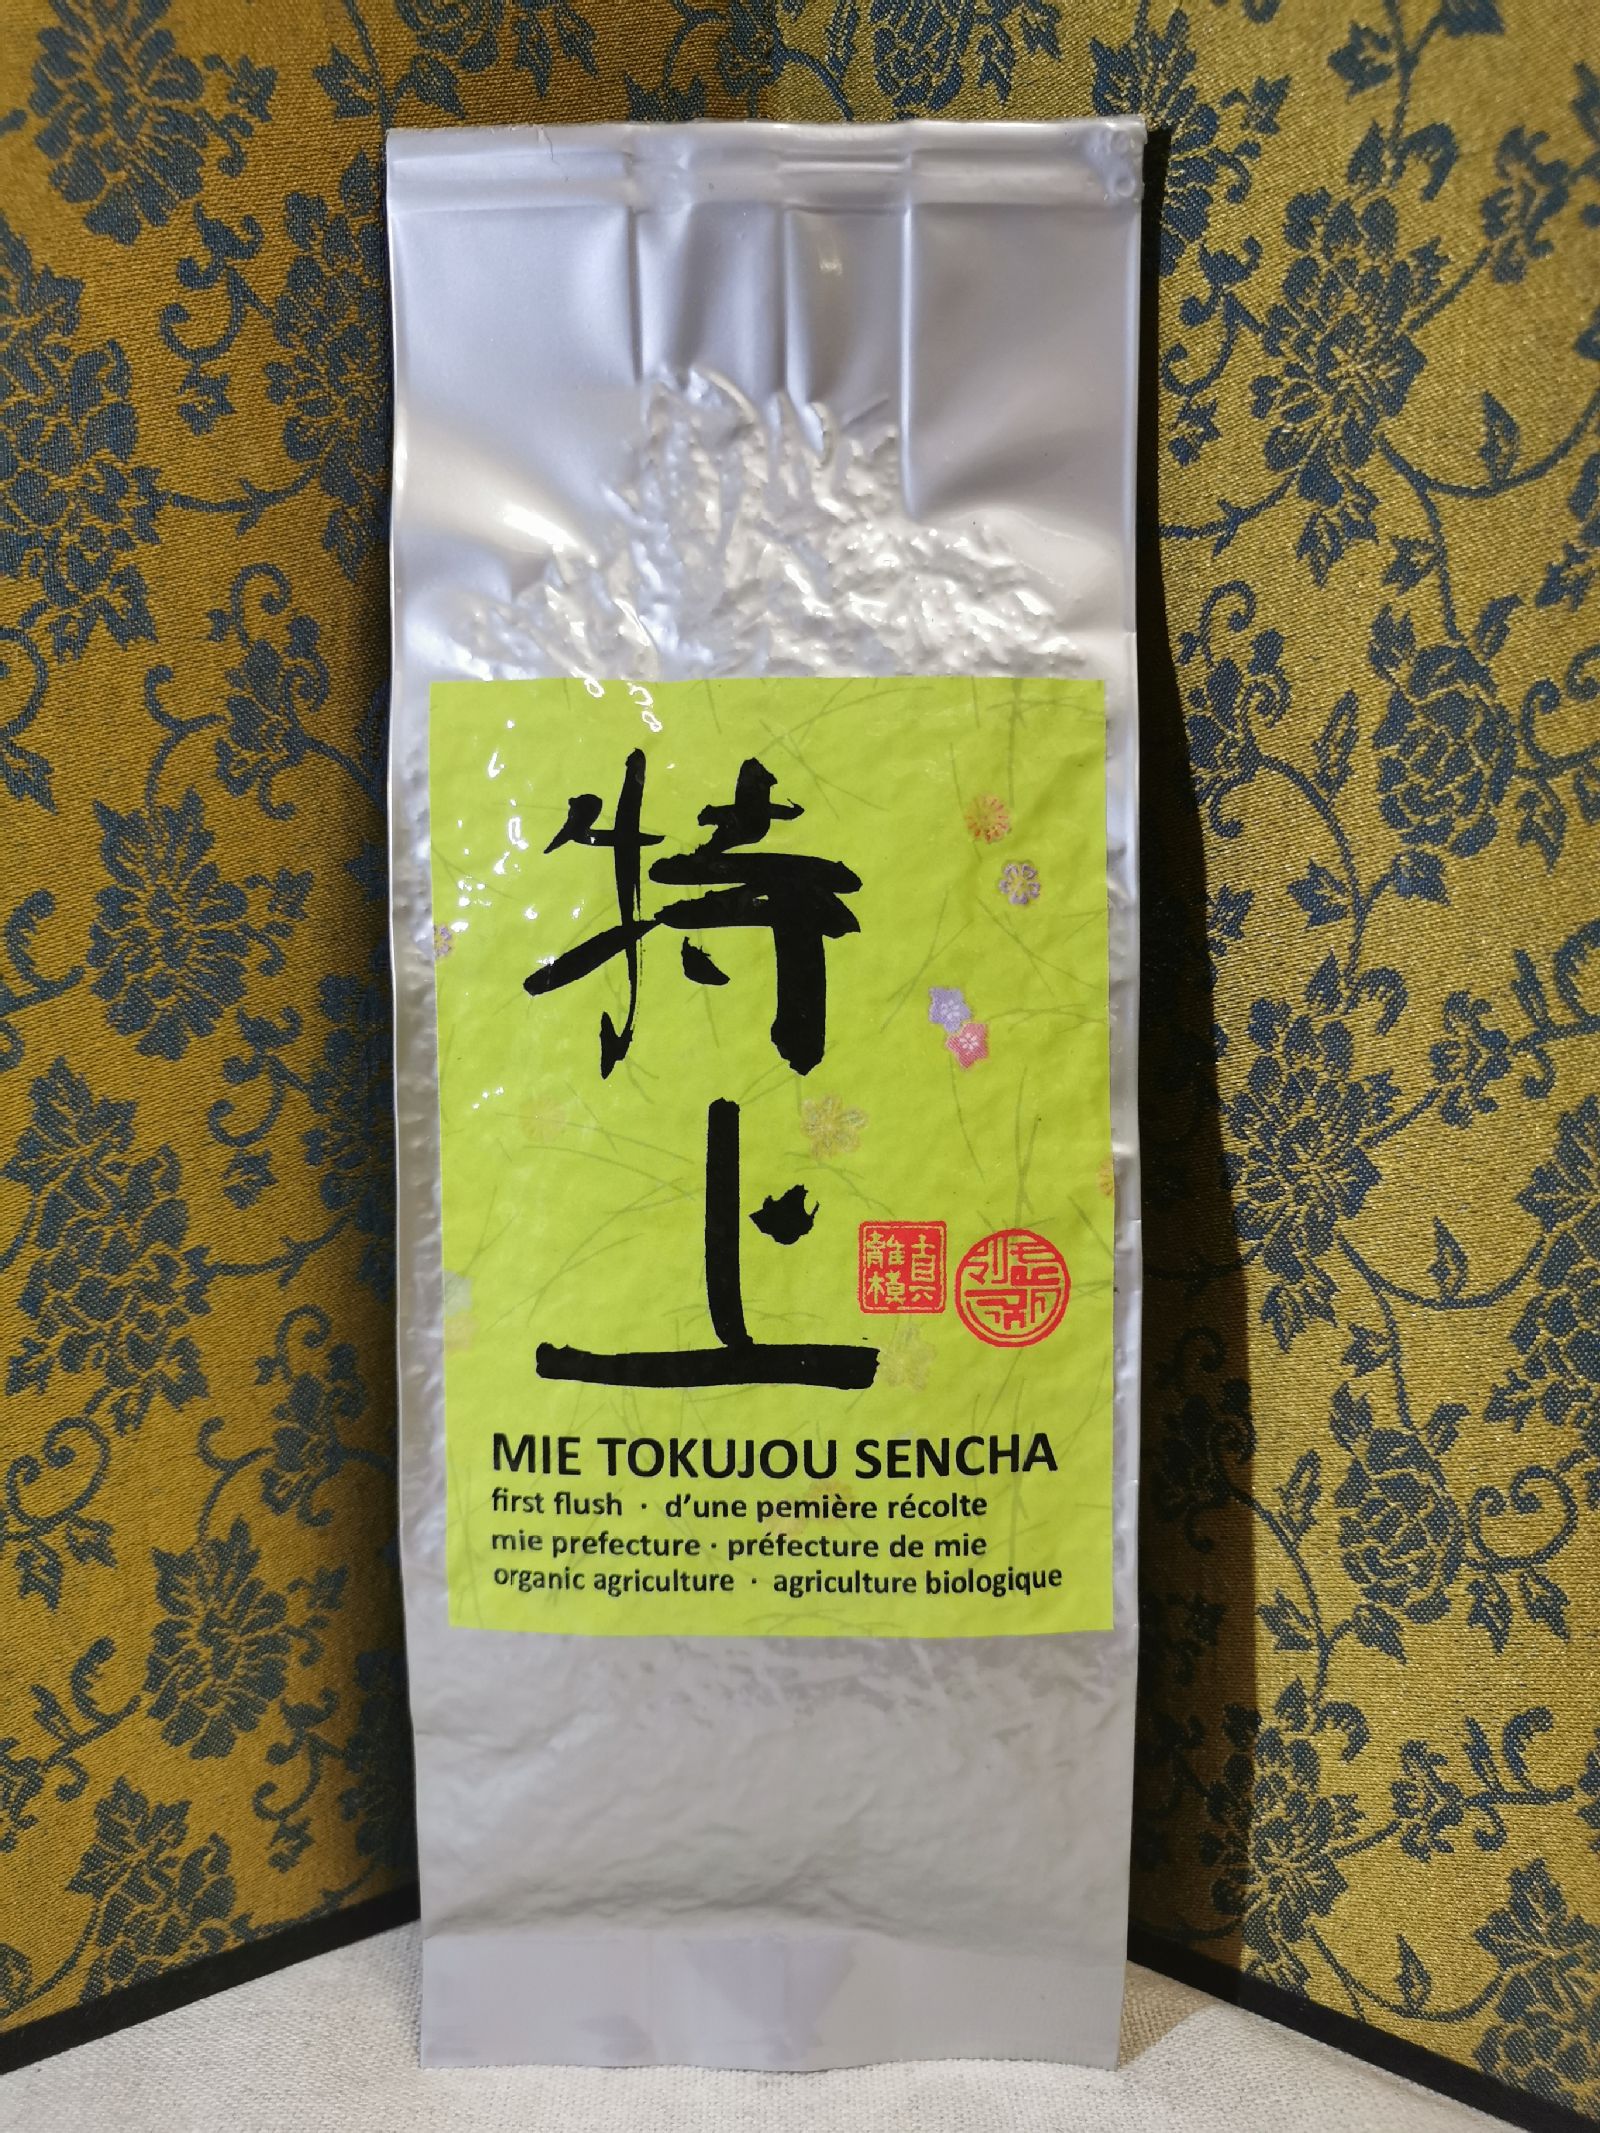 特
上
MIE TOKUJOU SENCHA
first flush · d'une pemière récolte
mie prefecture · préfecture de mie
organic agriculture · agriculture biologique